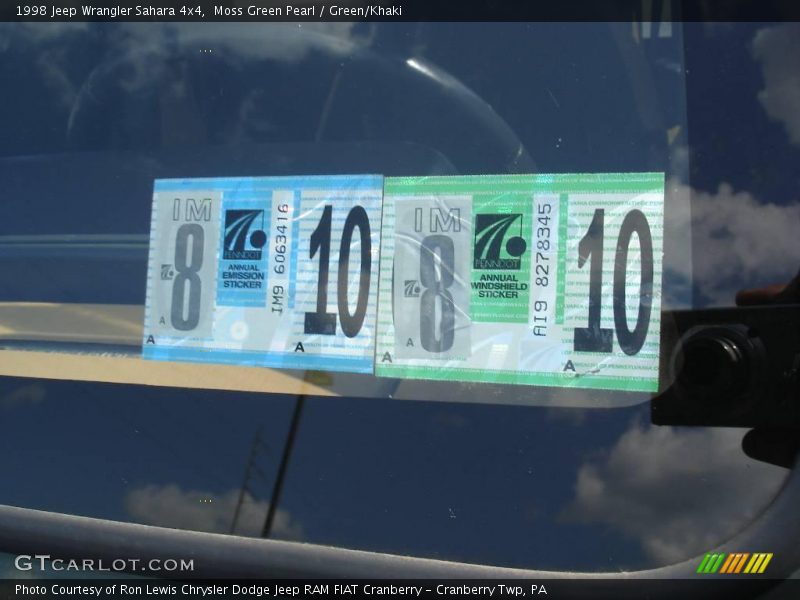 1998 Jeep Wrangler Sahara 4x4, Moss Green Pearl / Green/Khaki
IM
8
A
A
PENNDOT
ANNUAL
EMISSION
STICKER
IM9 6063416
10
A
IM
8
A
A
PENNDOT
ANNUAL
WINDSHIELD
STICKER
AI9 8278345
10
A
GTCARLOT.COM
Photo Courtesy of Ron Lewis Chrysler Dodge Jeep RAM FIAT Cranberry – Cranberry Twp, PA